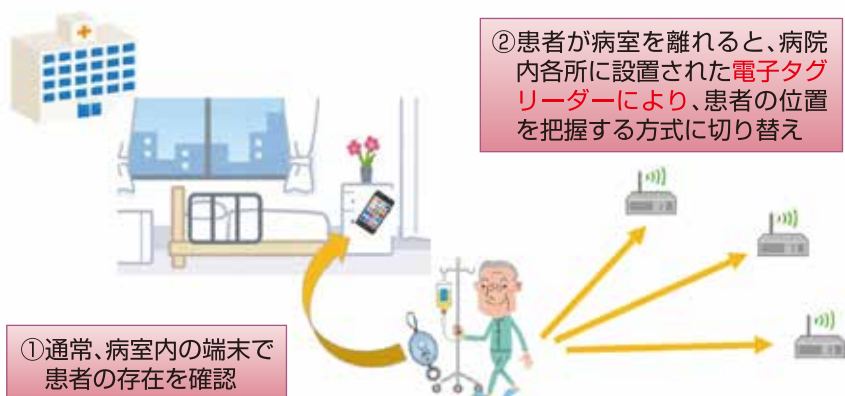 ②患者が病室を離れると、病院
内各所に設置された電子タグ
リーダーにより、患者の位置
を把握する方式に切り替え
①通常、病室内の端末で
患者の存在を確認